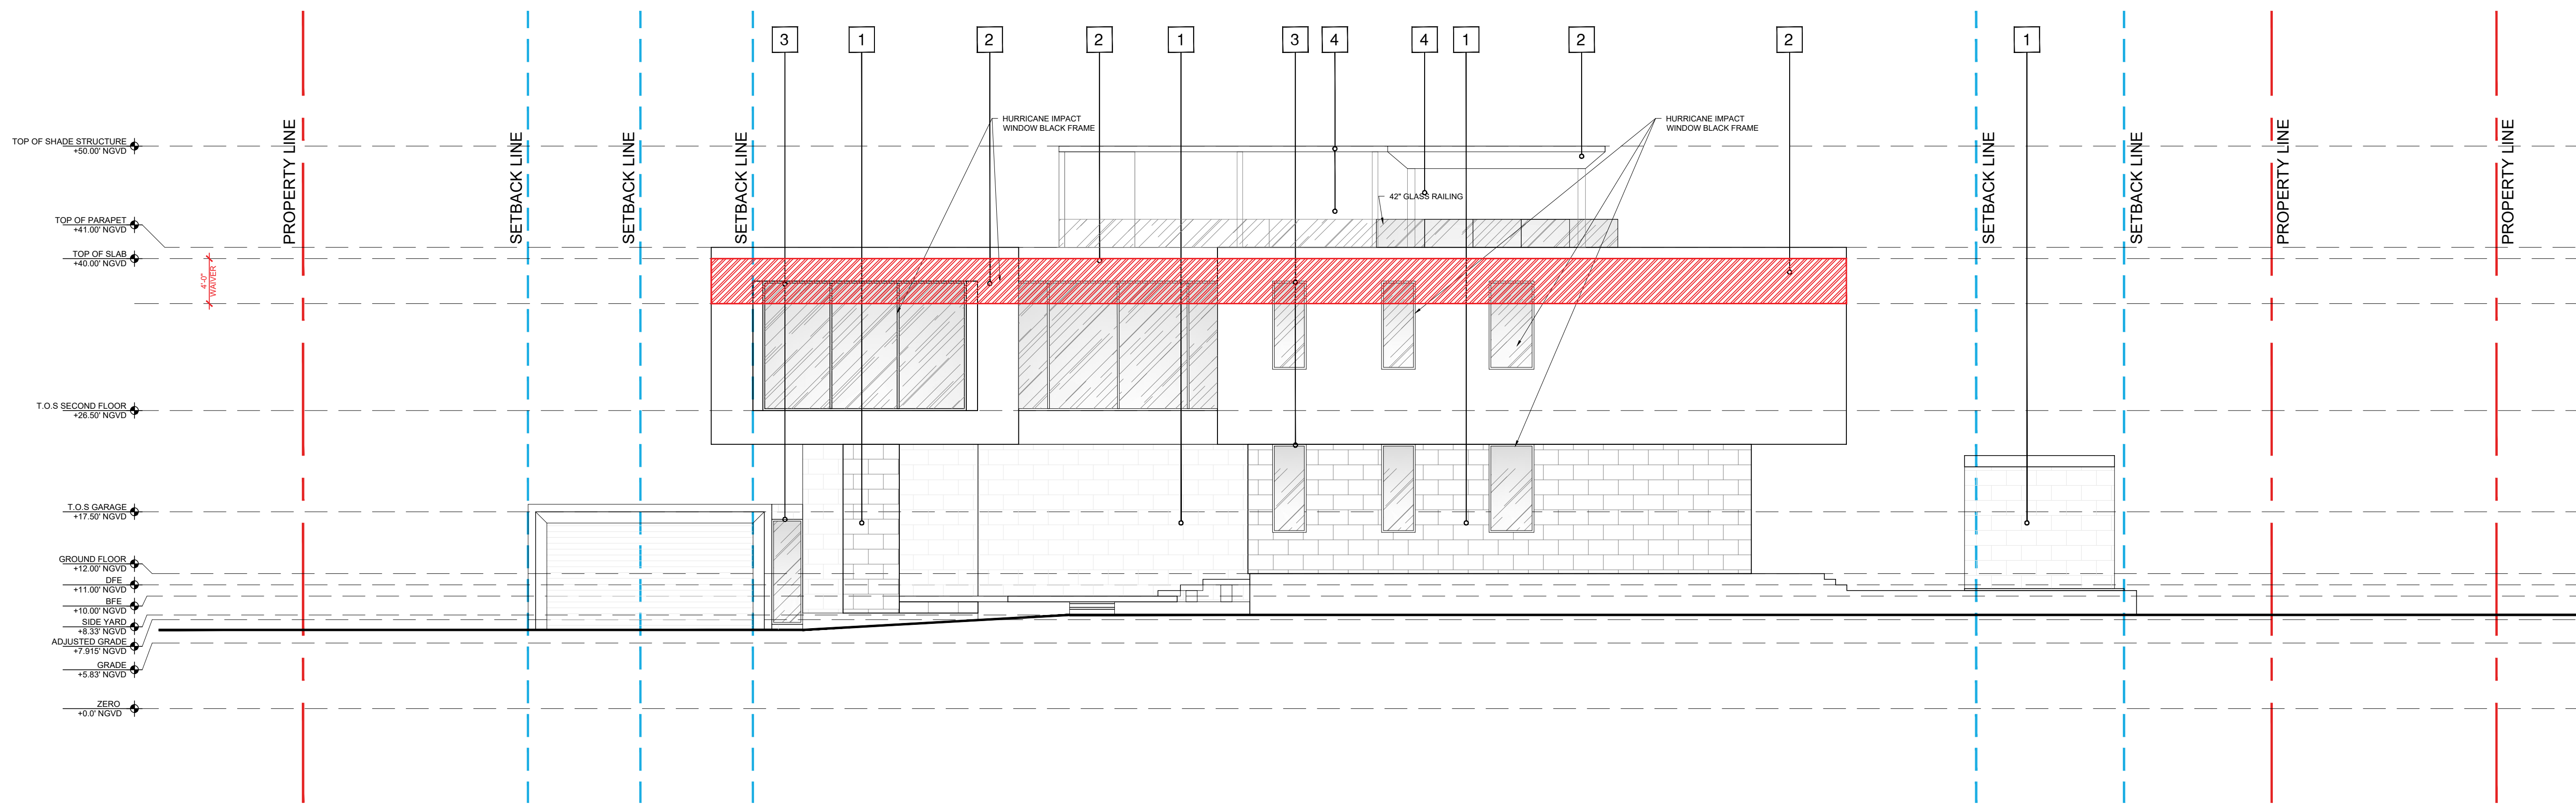 3 1 2 2 1 3 4 4 1 2 2 1
HURRICANE IMPACT
WINDOW BLACK FRAME
HURRICANE IMPACT
WINDOW BLACK FRAME
42" GLASS RAILING
PROPERTY LINE
SETBACK LINE
SETBACK LINE
SETBACK LINE
SETBACK LINE
SETBACK LINE
PROPERTY LINE
PROPERTY LINE
TOP OF SHADE STRUCTURE
+50.00' NGVD
TOP OF PARAPET
+41.00' NGVD
TOP OF SLAB
+40.00' NGVD
4'-0"
WAIVER
T.O.S SECOND FLOOR
+26.50' NGVD
T.O.S GARAGE
+17.50' NGVD
GROUND FLOOR
+12.00' NGVD
DFE
+11.00' NGVD
BFE
+10.00' NGVD
SIDE YARD
+8.33' NGVD
ADJUSTED GRADE
+7.915' NGVD
GRADE
+5.83' NGVD
ZERO
+0.0' NGVD